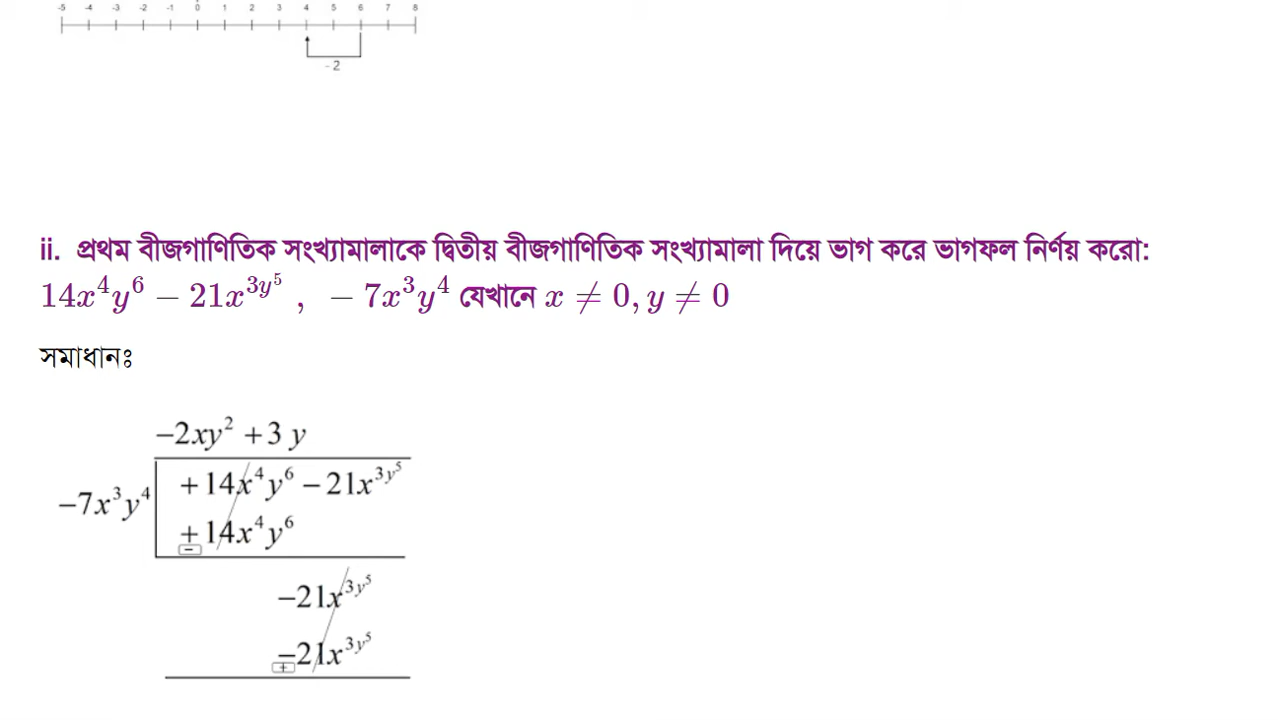 -5 -4 -3 -2 -1 0 1 2 3 4 5 6 7 8
-2
ii. প্রথম বীজগাণিতিক সংখ্যামালাকে দ্বিতীয় বীজগাণিতিক সংখ্যামালা দিয়ে ভাগ করে ভাগফল নির্ণয় করো:
14x⁴y⁶ − 21x^{3y⁵} , − 7x³y⁴ যেখানে x ≠ 0, y ≠ 0
সমাধানঃ
−2xy² +3y
−7x³y⁴ +14x⁴y⁶ − 21x^{3y⁵}
+14x⁴y⁶
−
−21x^{3y⁵}
−21x^{3y⁵}
+